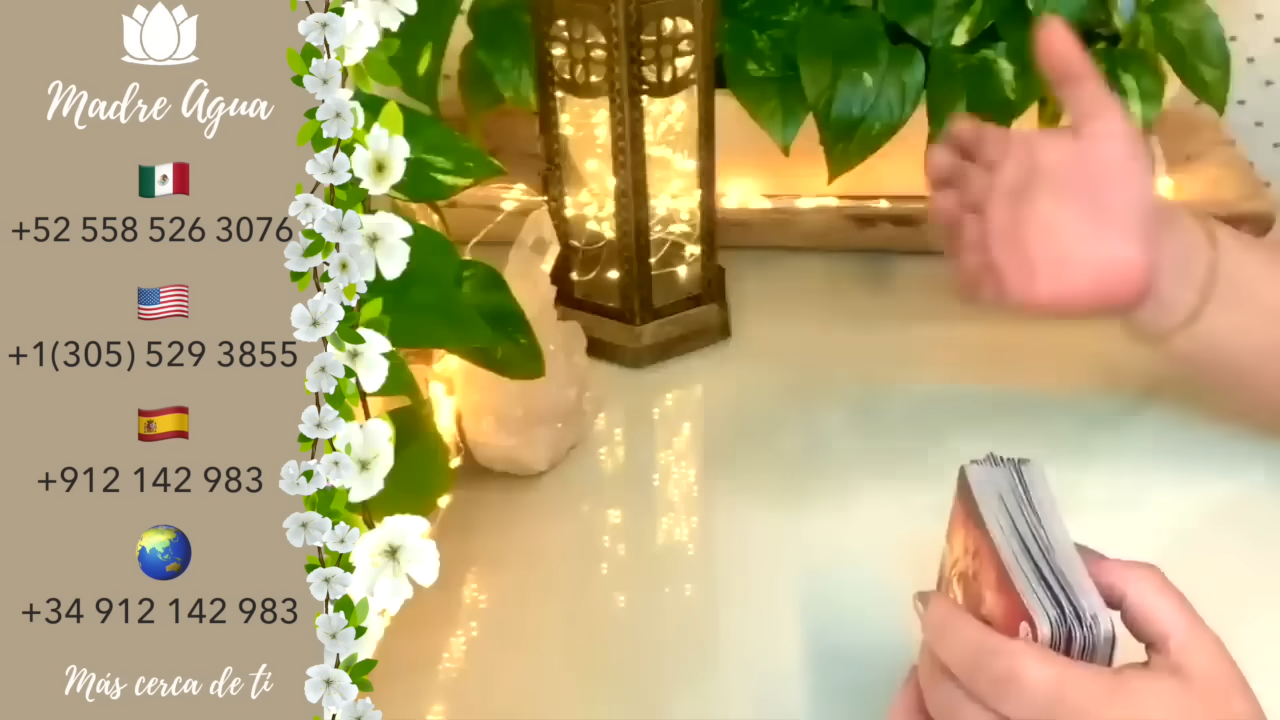 Madre Agua
+52 558 526 3076
+1(305) 529 3855
+912 142 983
+34 912 142 983
Más cerca de ti